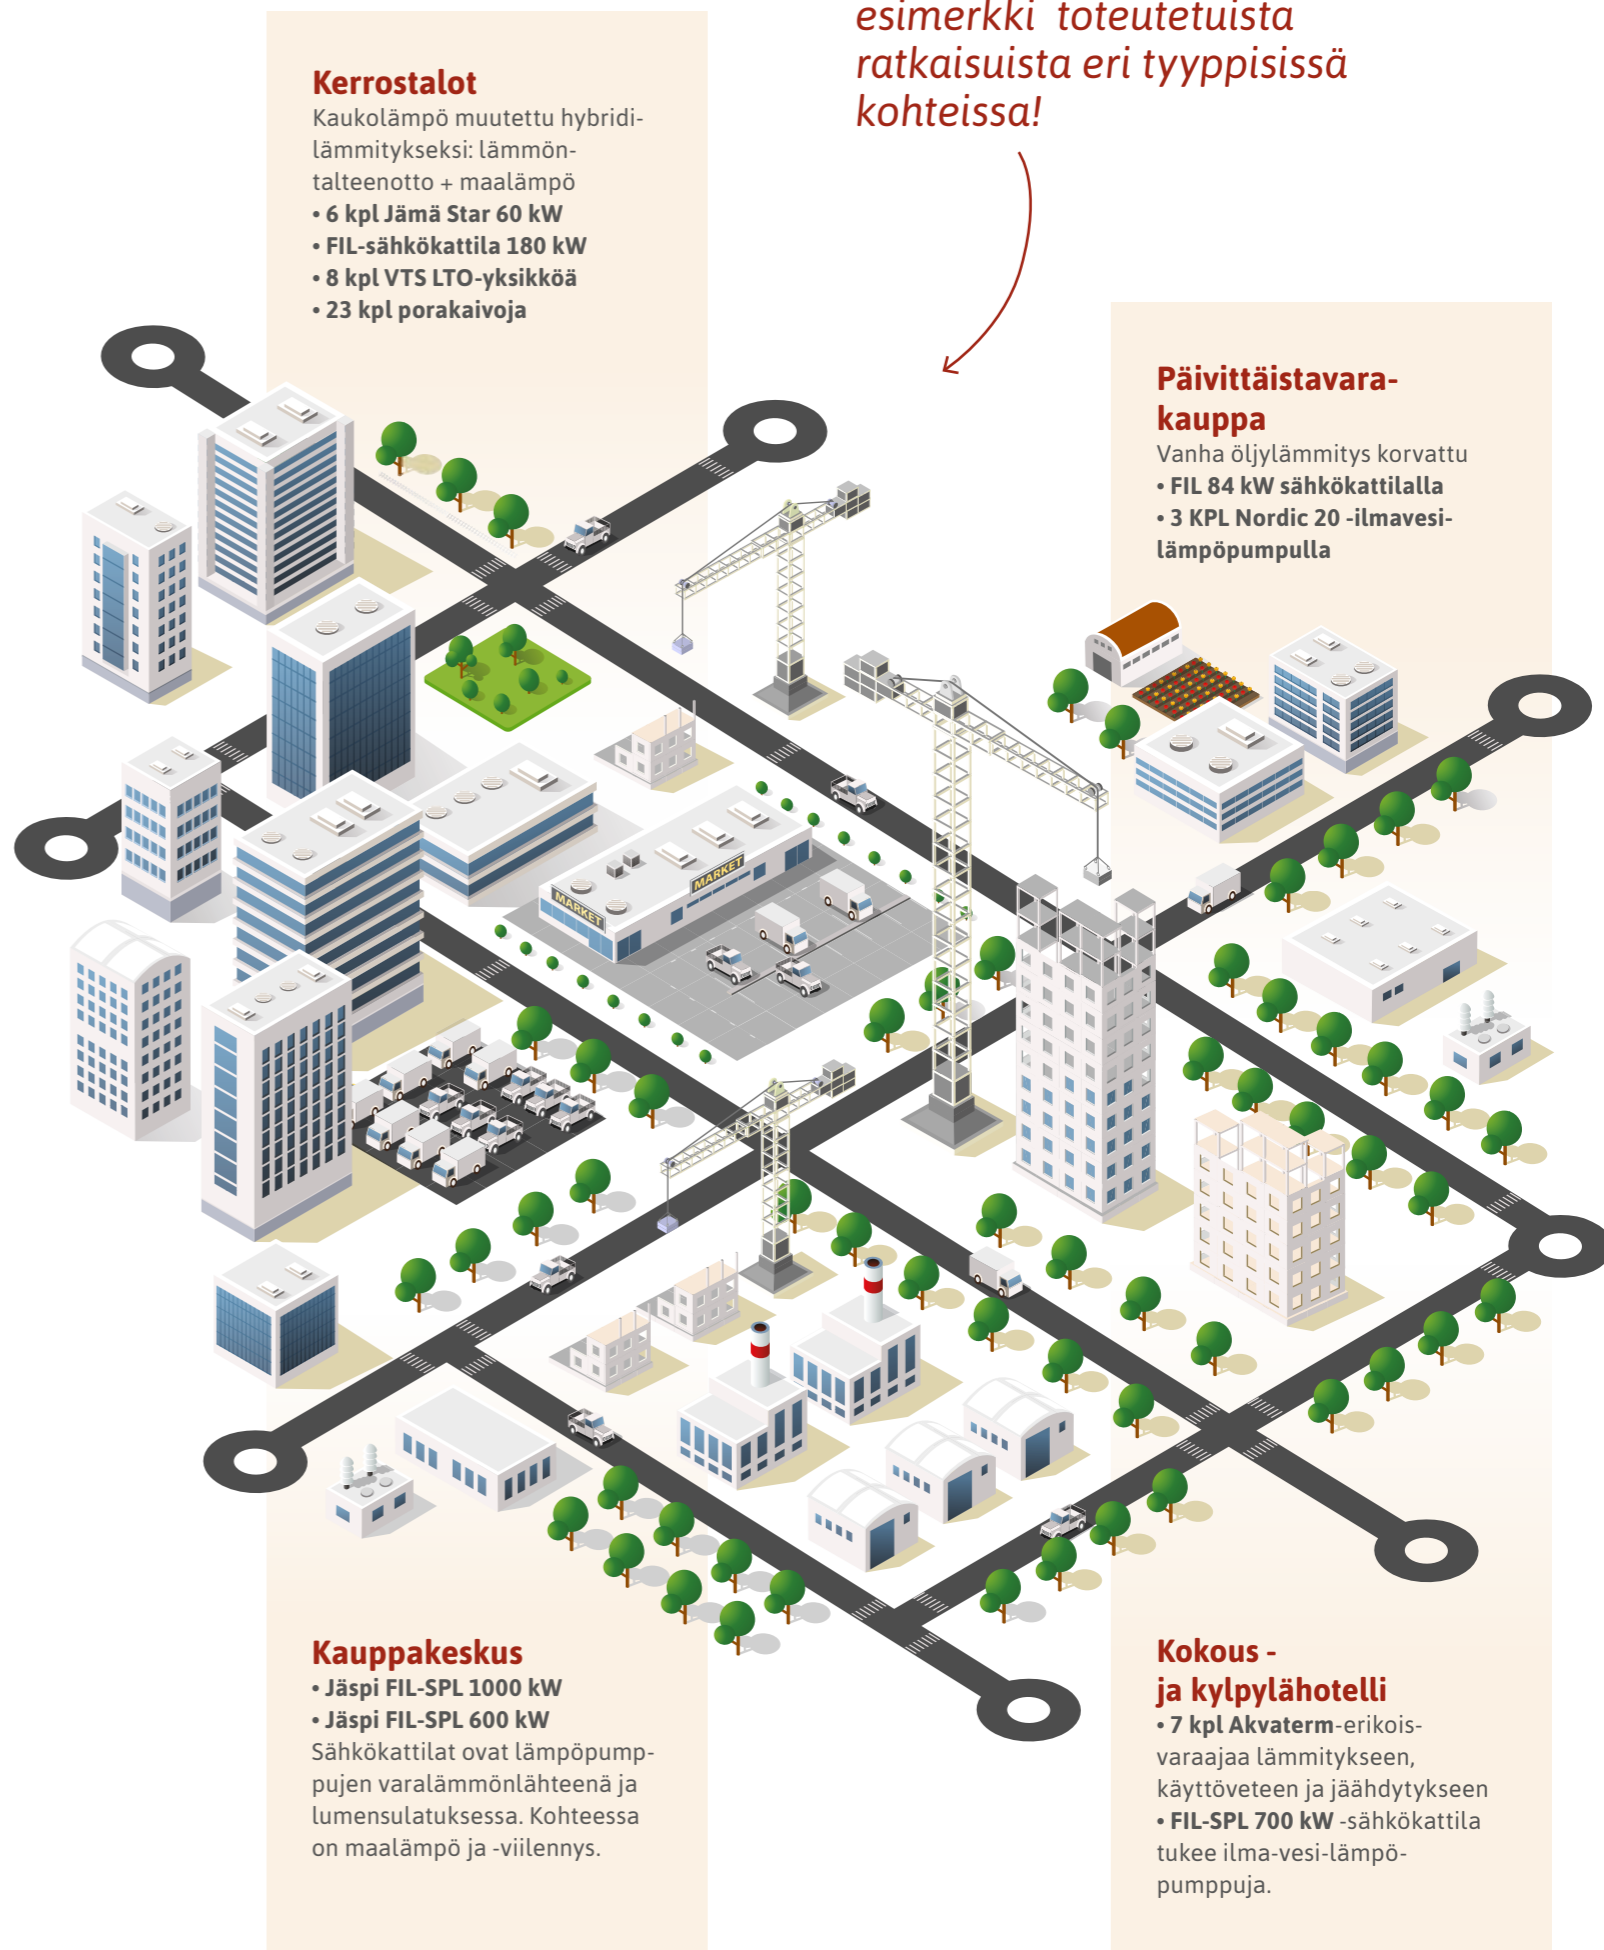 esimerkki toteutetuista
ratkaisuista eri tyyppisissä
kohteissa!
Kerrostalot
Kaukolämpö muutettu hybridi-
lämmitykseksi: lämmön-
talteenotto + maalämpö
• 6 kpl Jämä Star 60 kW
• FIL-sähkökattila 180 kW
• 8 kpl VTS LTO-yksikköä
• 23 kpl porakaivoja
Päivittäistavara-
kauppa
Vanha öljylämmitys korvattu
• FIL 84 kW sähkökattilalla
• 3 KPL Nordic 20 -ilmavesi-
lämpöpumpulla
MARKET
MARKET
Kauppakeskus
• Jäspi FIL-SPL 1000 kW
• Jäspi FIL-SPL 600 kW
Sähkökattilat ovat lämpöpump-
pujen varalämmönlähteenä ja
lumensulatuksessa. Kohteessa
on maalämpö ja -viilennys.
Kokous -
ja kylpylähotelli
• 7 kpl Akvaterm-erikois-
varaajaa lämmitykseen,
käyttöveteen ja jäähdytykseen
• FIL-SPL 700 kW -sähkökattila
tukee ilma-vesi-lämpö-
pumppuja.